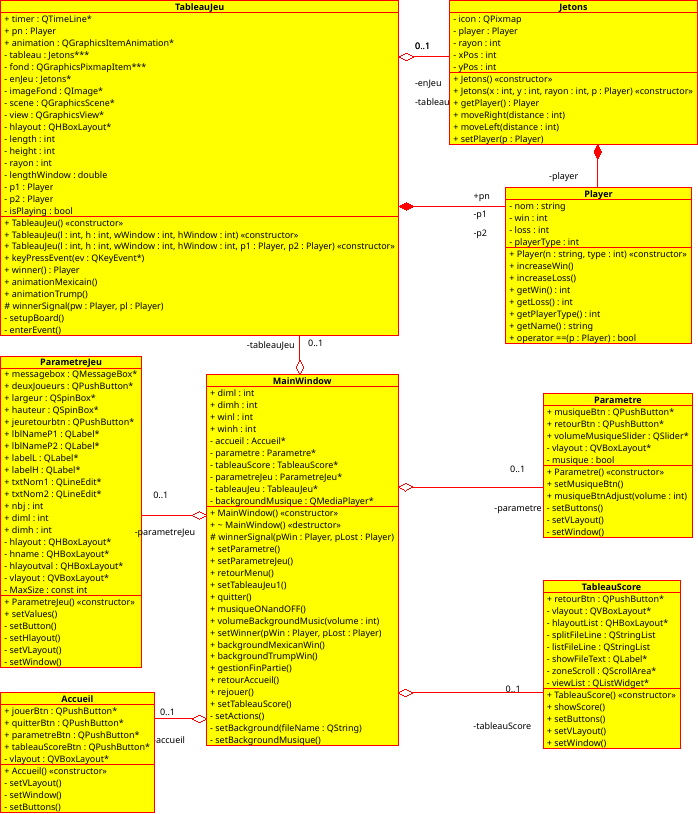 TableauJeu
+ timer : QTimeLine*
+ pn : Player
+ animation : QGraphicsItemAnimation*
- tableau : Jetons***
- fond : QGraphicsPixmapItem***
- enJeu : Jetons*
- imageFond : QImage*
- scene : QGraphicsScene*
- view : QGraphicsView*
- hlayout : QHBoxLayout*
- length : int
- height : int
- rayon : int
- lengthWindow : double
- p1 : Player
- p2 : Player
- isPlaying : bool
+ TableauJeu() «constructor»
+ TableauJeu(l : int, h : int, wWindow : int, hWindow : int) «constructor»
+ TableauJeu(l : int, h : int, wWindow : int, hWindow : int, p1 : Player, p2 : Player) «constructor»
+ keyPressEvent(ev : QKeyEvent*)
+ winner() : Player
+ animationMexicain()
+ animationTrump()
# winnerSignal(pw : Player, pl : Player)
- setupBoard()
- enterEvent()
0..1
-enJeu
-tableau
Jetons
- icon : QPixmap
- player : Player
- rayon : int
- xPos : int
- yPos : int
+ Jetons() «constructor»
+ Jetons(x : int, y : int, rayon : int, p : Player) «constructor»
+ getPlayer() : Player
+ moveRight(distance : int)
+ moveLeft(distance : int)
+ setPlayer(p : Player)
-player
+pn
-p1
-p2
Player
- nom : string
- win : int
- loss : int
- playerType : int
+ Player(n : string, type : int) «constructor»
+ increaseWin()
+ increaseLoss()
+ getWin() : int
+ getLoss() : int
+ getPlayerType() : int
+ getName() : string
+ operator ==(p : Player) : bool
-tableauJeu
0..1
ParametreJeu
+ messagebox : QMessageBox*
+ deuxJoueurs : QPushButton*
+ largeur : QSpinBox*
+ hauteur : QSpinBox*
+ jeuretourbtn : QPushButton*
+ lblNameP1 : QLabel*
+ lblNameP2 : QLabel*
+ labelL : QLabel*
+ labelH : QLabel*
+ txtNom1 : QLineEdit*
+ txtNom2 : QLineEdit*
+ nbj : int
+ diml : int
+ dimh : int
- hlayout : QHBoxLayout*
- hname : QHBoxLayout*
- hlayoutval : QHBoxLayout*
- vlayout : QVBoxLayout*
- MaxSize : const int
+ ParametreJeu() «constructor»
+ setValues()
- setButton()
- setHlayout()
- setVLayout()
- setWindow()
0..1
-parametreJeu
MainWindow
+ diml : int
+ dimh : int
+ winl : int
+ winh : int
- accueil : Accueil*
- parametre : Parametre*
- tableauScore : TableauScore*
- parametreJeu : ParametreJeu*
- tableauJeu : TableauJeu*
- backgroundMusique : QMediaPlayer*
+ MainWindow() «constructor»
+ ~ MainWindow() «destructor»
# winnerSignal(pWin : Player, pLost : Player)
+ setParametre()
+ setParametreJeu()
+ retourMenu()
+ setTableauJeu1()
+ quitter()
+ musiqueONandOFF()
+ volumeBackgroundMusic(volume : int)
+ setWinner(pWin : Player, pLost : Player)
+ backgroundMexicanWin()
+ backgroundTrumpWin()
+ gestionFinPartie()
+ retourAccueil()
+ rejouer()
+ setTableauScore()
- setActions()
- setBackground(fileName : QString)
- setBackgroundMusique()
0..1
-parametre
Parametre
+ musiqueBtn : QPushButton*
+ retourBtn : QPushButton*
+ volumeMusiqueSlider : QSlider*
- vlayout : QVBoxLayout*
- musique : bool
+ Parametre() «constructor»
+ setMusiqueBtn()
+ musiqueBtnAdjust(volume : int)
- setButtons()
- setVLayout()
- setWindow()
0..1
-tableauScore
TableauScore
+ retourBtn : QPushButton*
- vlayout : QVBoxLayout*
- hlayoutList : QHBoxLayout*
- splitFileLine : QStringList
- listFileLine : QStringList
- showFileText : QLabel*
- zoneScroll : QScrollArea*
- viewList : QListWidget*
+ TableauScore() «constructor»
+ showScore()
+ setButtons()
+ setVLayout()
+ setWindow()
Accueil
+ jouerBtn : QPushButton*
+ quitterBtn : QPushButton*
+ parametreBtn : QPushButton*
+ tableauScoreBtn : QPushButton*
- vlayout : QVBoxLayout*
+ Accueil() «constructor»
- setVLayout()
- setWindow()
- setButtons()
0..1
accueil